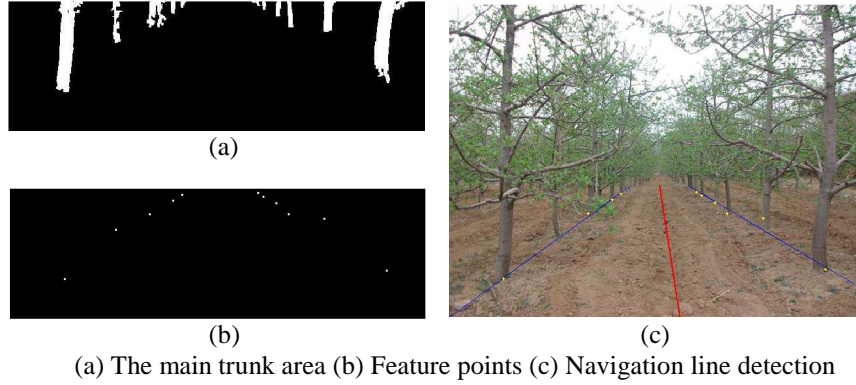 (a)
(b)
(c)
(a) The main trunk area (b) Feature points (c) Navigation line detection